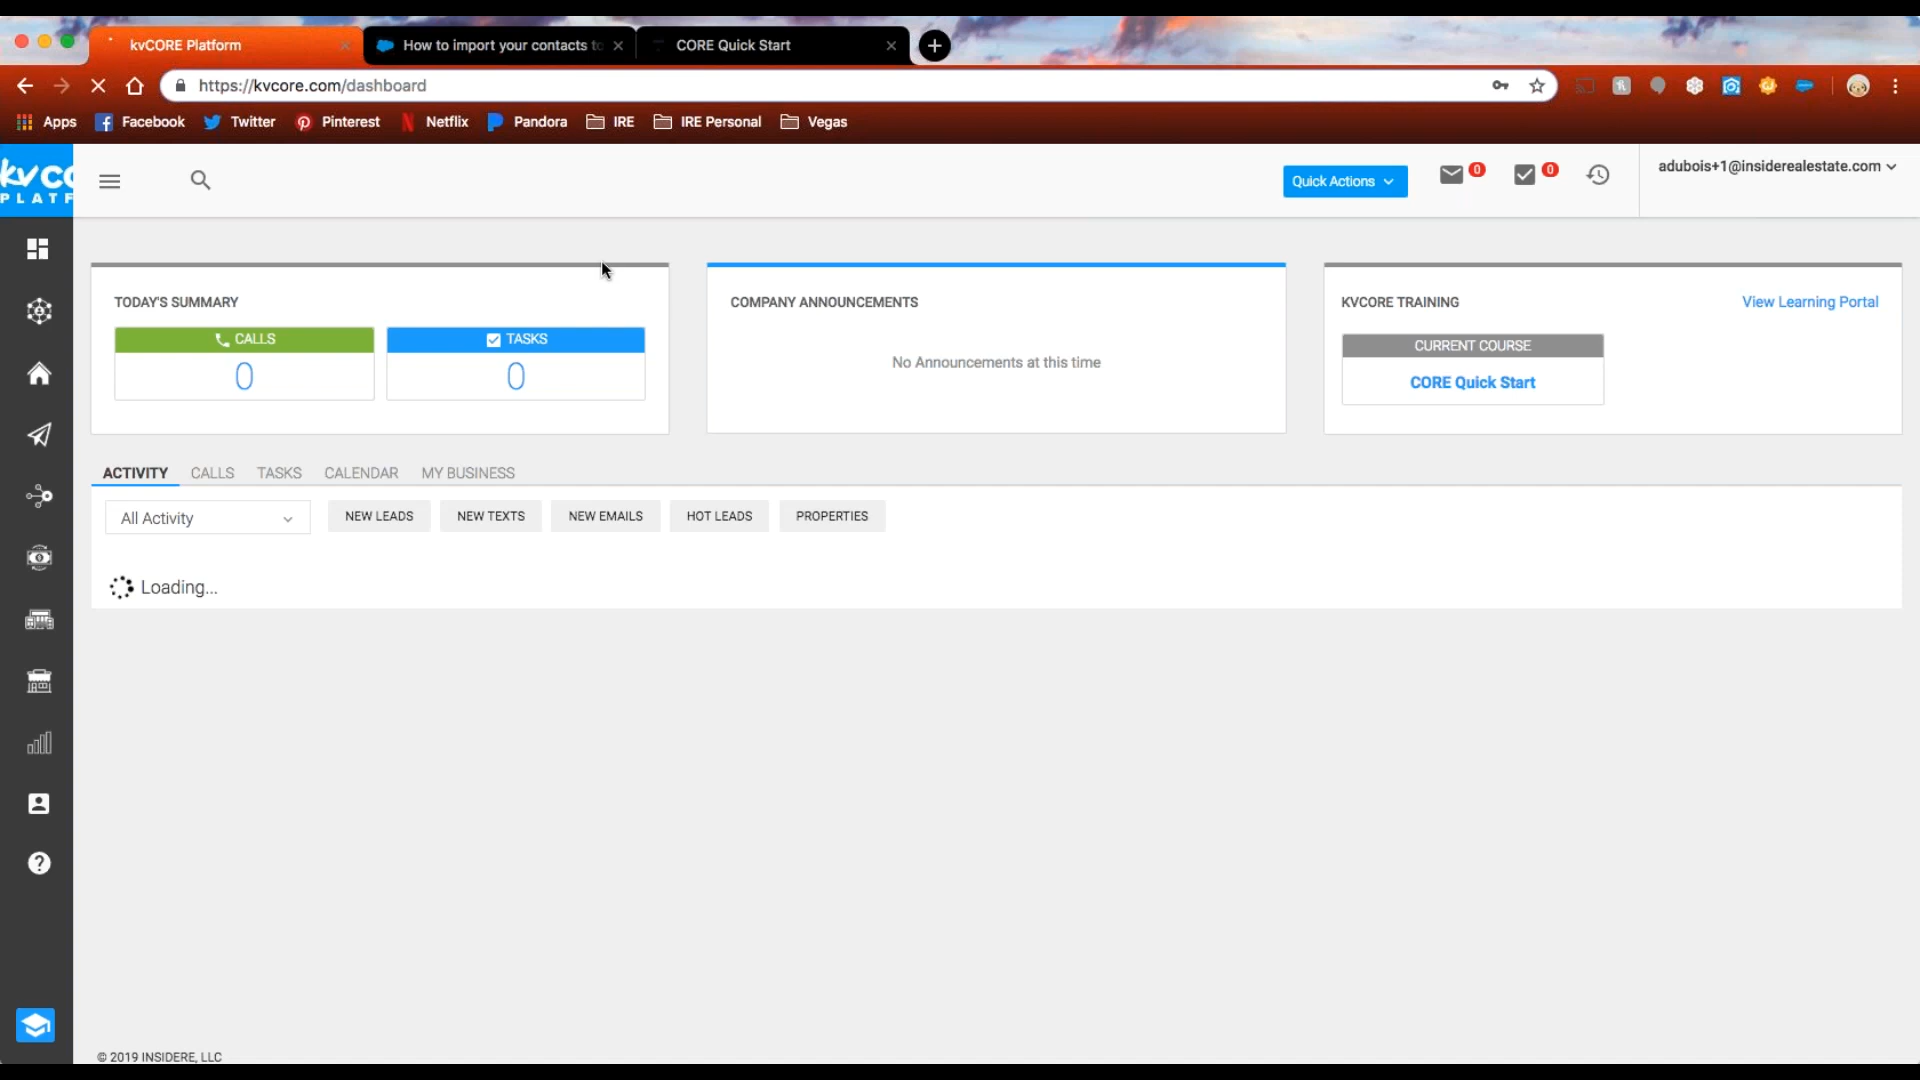 kvCORE Platform
How to import your contacts to
CORE Quick Start
https://kvcore.com/dashboard
Apps
Facebook
Twitter
Pinterest
Netflix
Pandora
IRE
IRE Personal
Vegas
kvCO
PLATF
Quick Actions
0
0
adubois+1@insiderealestate.com
TODAY'S SUMMARY
CALLS
0
TASKS
0
COMPANY ANNOUNCEMENTS
No Announcements at this time
KVCORE TRAINING
View Learning Portal
CURRENT COURSE
CORE Quick Start
ACTIVITY
CALLS
TASKS
CALENDAR
MY BUSINESS
All Activity
NEW LEADS
NEW TEXTS
NEW EMAILS
HOT LEADS
PROPERTIES
Loading...
© 2019 INSIDERE, LLC